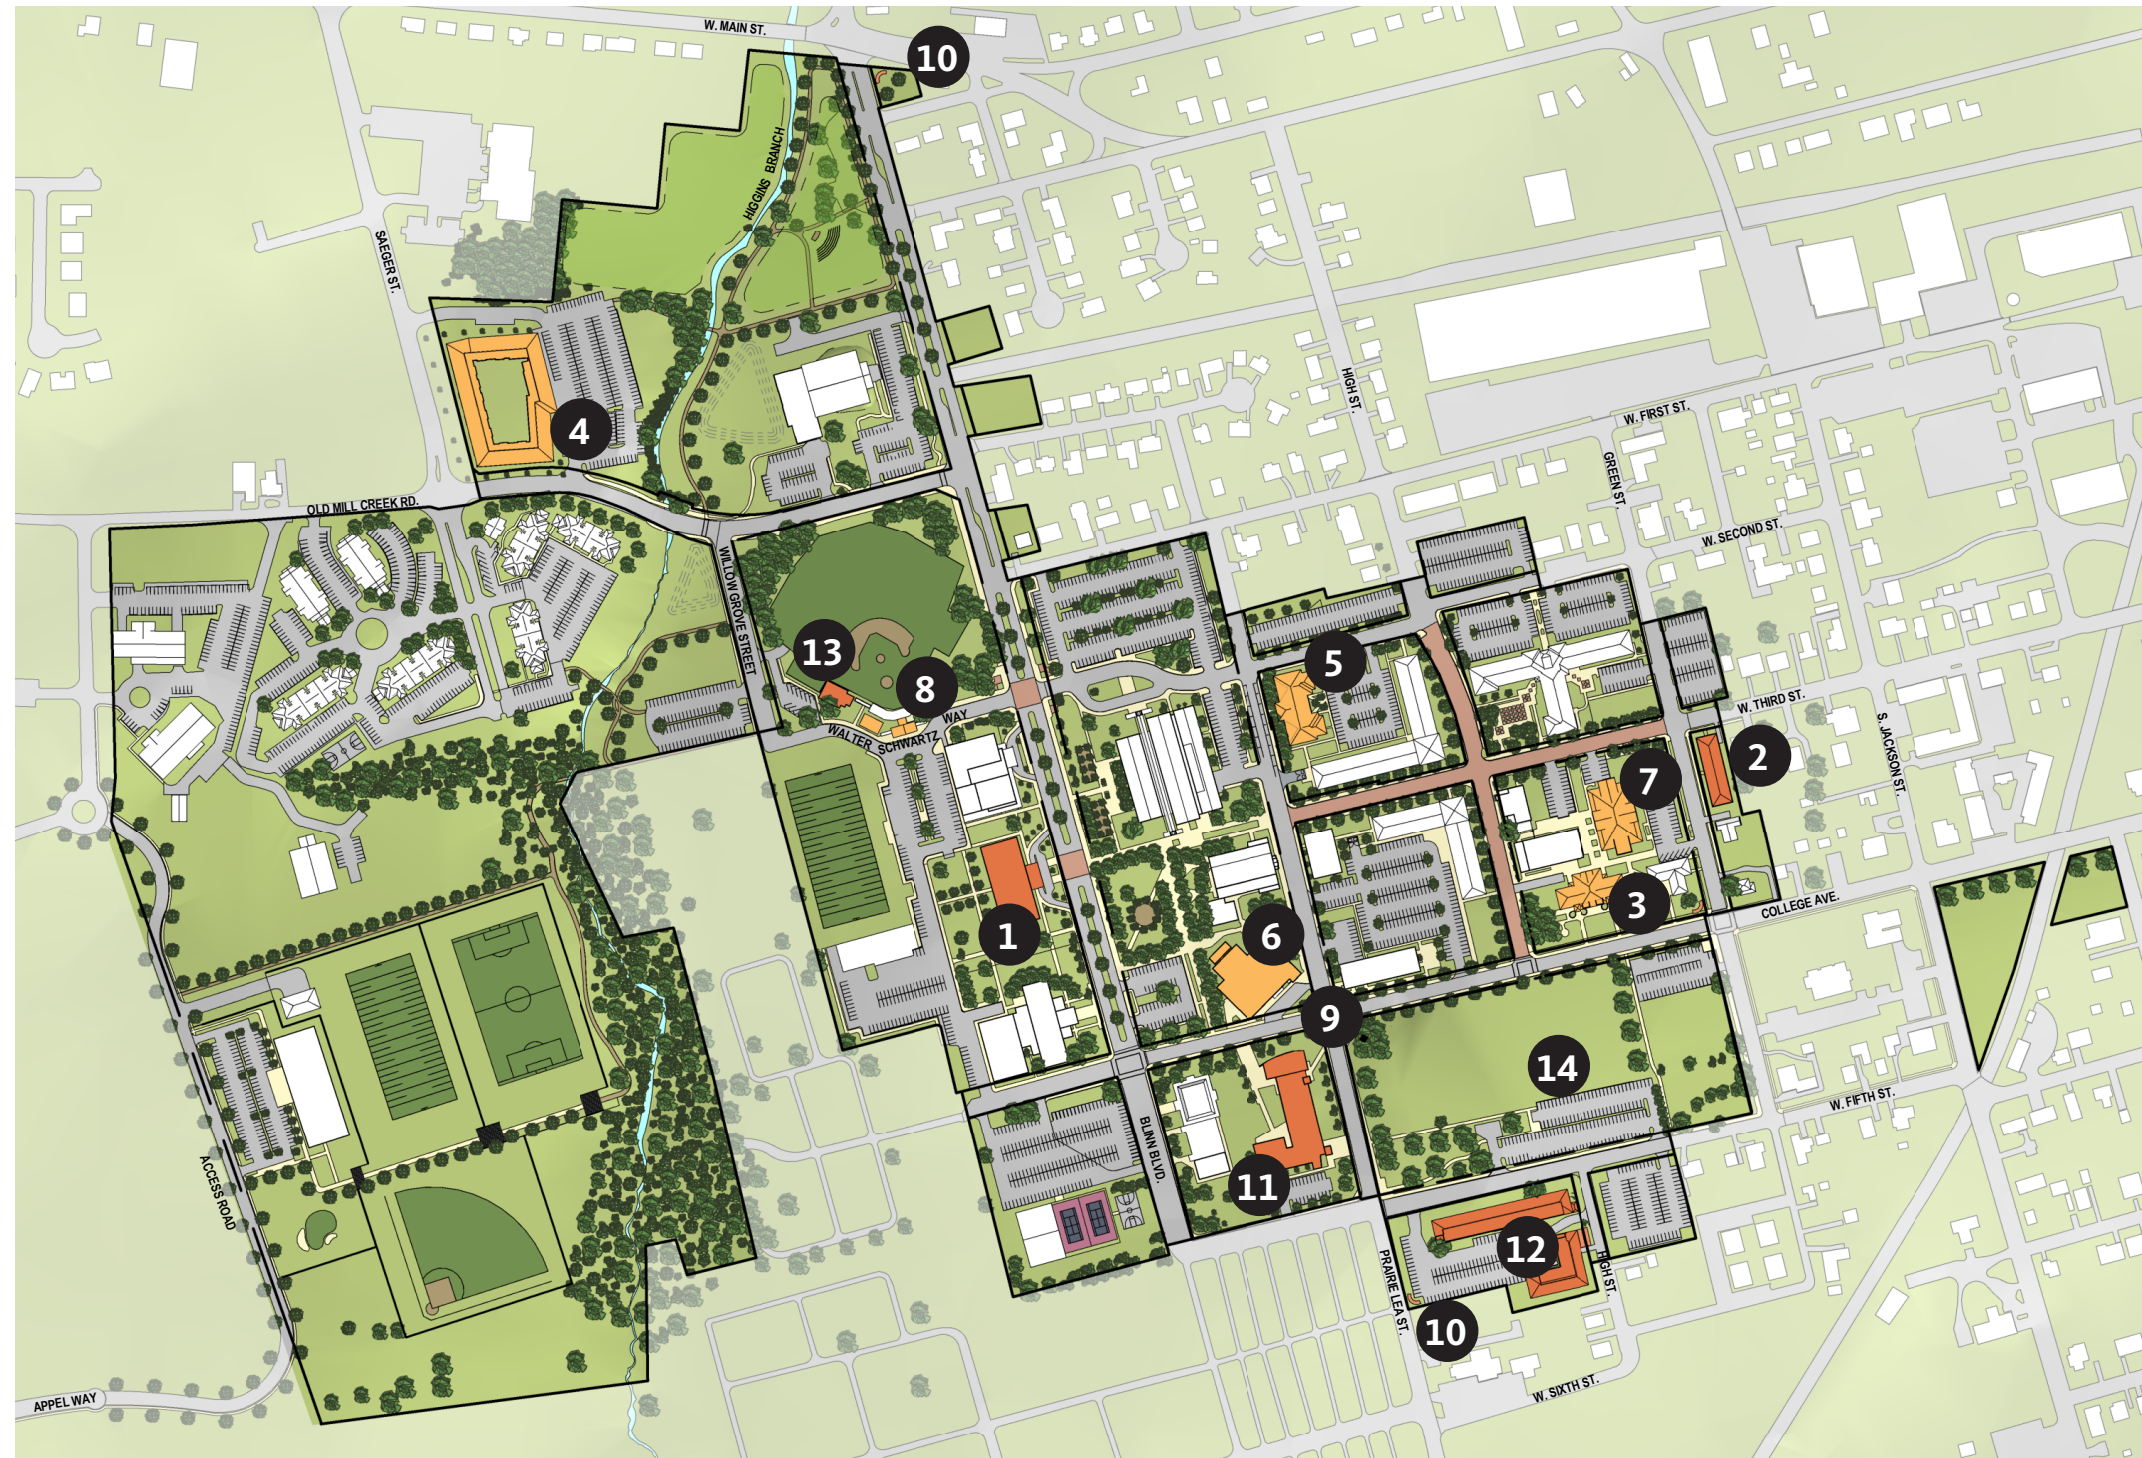 W. MAIN ST.
10
HIGGINS BRANCH
SAEGER ST.
HIGH ST.
W. FIRST ST.
4
GREEN ST.
OLD MILL CREEK RD.
W. SECOND ST.
WILLOW GROVE STREET
13
5
8
W. THIRD ST.
WALTER SCHWARTZ WAY
S. JACKSON ST.
2
7
3
COLLEGE AVE.
1
6
9
14
W. FIFTH ST.
BLINN BLVD.
ACCESS ROAD
11
12
PRAIRIE LEA ST.
HIGH ST.
10
W. SIXTH ST.
APPEL WAY